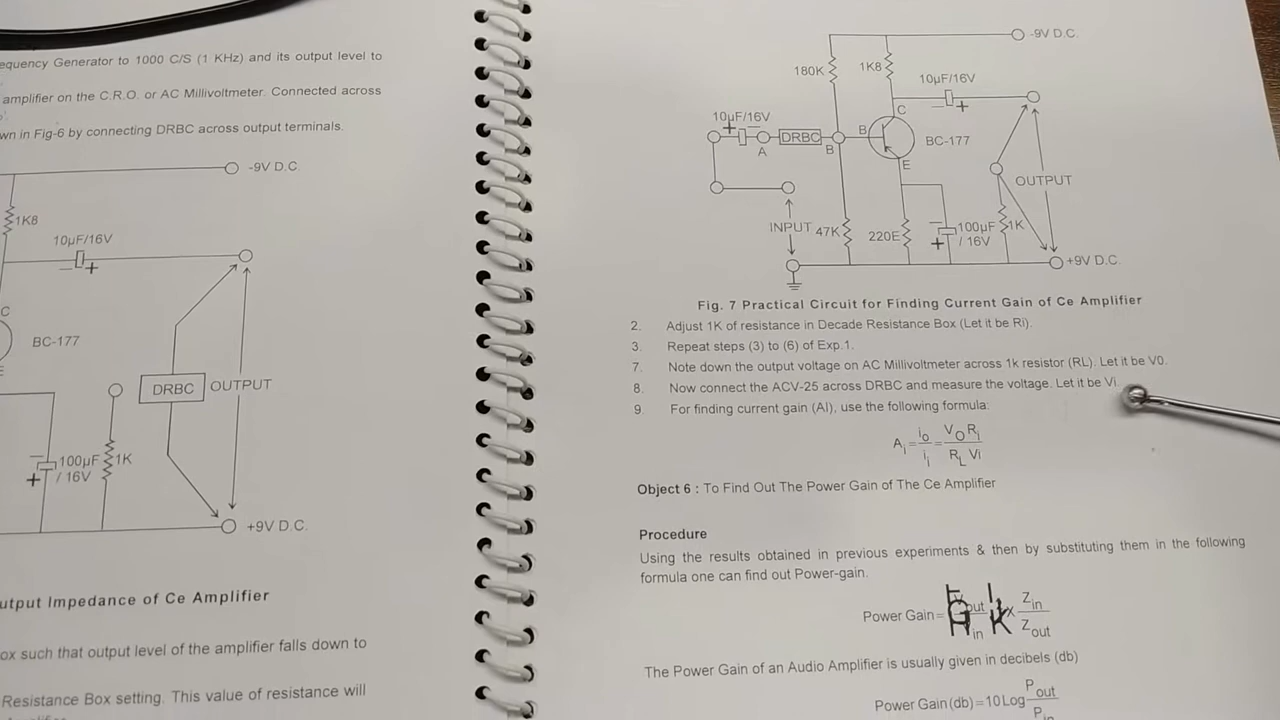 equency Generator to 1000 C/S (1 KHz) and its output level to
amplifier on the C.R.O. or AC Millivoltmeter. Connected across
wn in Fig-6 by connecting DRBC across output terminals.
-9V D.C.
1K8
10µF/16V
C
BC-177
DRBC
OUTPUT
100µF
/ 16V
1K
+9V D.C.
utput Impedance of Ce Amplifier
ox such that output level of the amplifier falls down to
Resistance Box setting. This value of resistance will
-9V D.C.
180K
1K8
10µF/16V
10µF/16V
C
A
DRBC
B
B
BC-177
E
OUTPUT
INPUT
47K
220E
100µF
/ 16V
1K
+9V D.C.
Fig. 7 Practical Circuit for Finding Current Gain of Ce Amplifier
2. Adjust 1K of resistance in Decade Resistance Box (Let it be Ri).
3. Repeat steps (3) to (6) of Exp.1.
7. Note down the output voltage on AC Millivoltmeter across 1k resistor (RL). Let it be V0.
8. Now connect the ACV-25 across DRBC and measure the voltage. Let it be Vi.
9. For finding current gain (AI), use the following formula:
Ai = io/ii = VO Ri / RL Vi
Object 6 : To Find Out The Power Gain of The Ce Amplifier
Procedure
Using the results obtained in previous experiments & then by substituting them in the following
formula one can find out Power-gain.
Power Gain = out/in x Zin/Zout
The Power Gain of an Audio Amplifier is usually given in decibels (db)
Power Gain (db) = 10 Log Pout/Pin